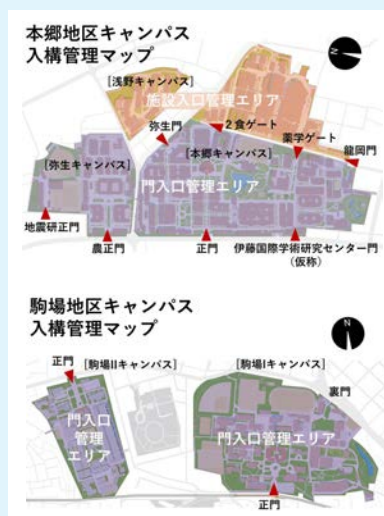 本郷地区キャンパス
入構管理マップ
N
[浅野キャンパス]
施設入口管理エリア
弥生門
2食ゲート
薬学ゲート
龍岡門
[弥生キャンパス]
[本郷キャンパス]
門入口管理エリア
地震研正門
農正門
正門
伊藤国際学術研究センター門
(仮称)
駒場地区キャンパス
入構管理マップ
N
正門
[駒場IIキャンパス]
[駒場Iキャンパス]
裏門
門入口
管理
エリア
門入口管理エリア
正門